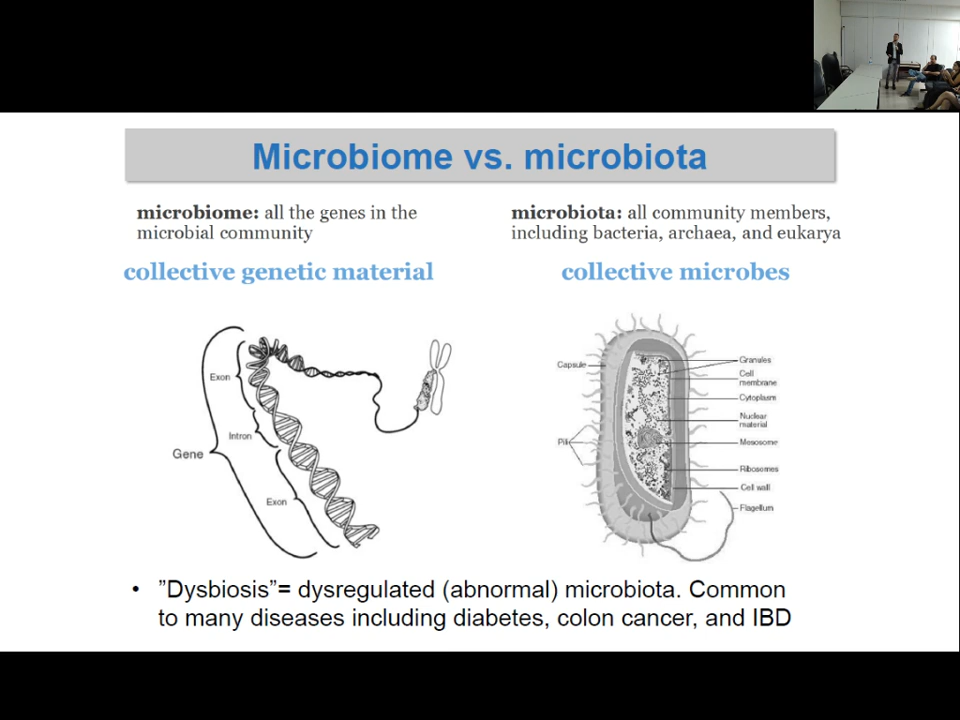 Microbiome vs. microbiota
microbiome: all the genes in the
microbial community
collective genetic material
microbiota: all community members,
including bacteria, archaea, and eukarya
collective microbes
Exon
Intron
Gene
Exon
Capsule
Pili
Granules
Cell
membrane
Cytoplasm
Nuclear
material
Mesosome
Ribosomes
Cell wall
Flagellum
• ”Dysbiosis”= dysregulated (abnormal) microbiota. Common
to many diseases including diabetes, colon cancer, and IBD